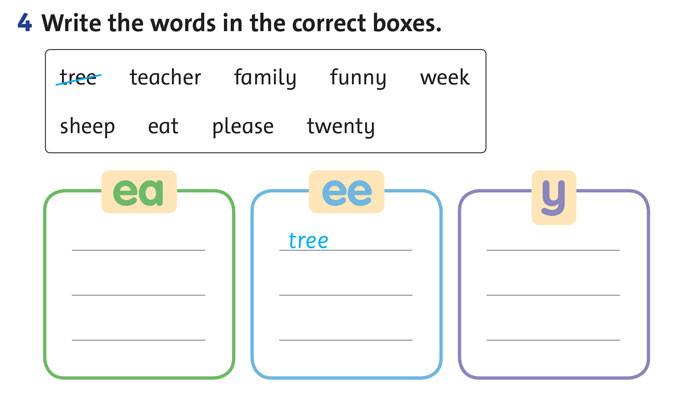 4 Write the words in the correct boxes.
tree teacher family funny week
sheep eat please twenty
ea ee y
tree